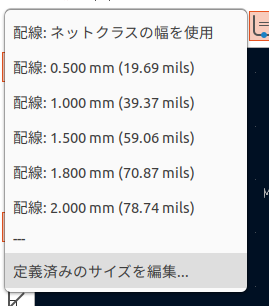 配線: ネットクラスの幅を使用
配線: 0.500 mm (19.69 mils)
配線: 1.000 mm (39.37 mils)
配線: 1.500 mm (59.06 mils)
配線: 1.800 mm (70.87 mils)
配線: 2.000 mm (78.74 mils)
---
定義済みのサイズを編集...